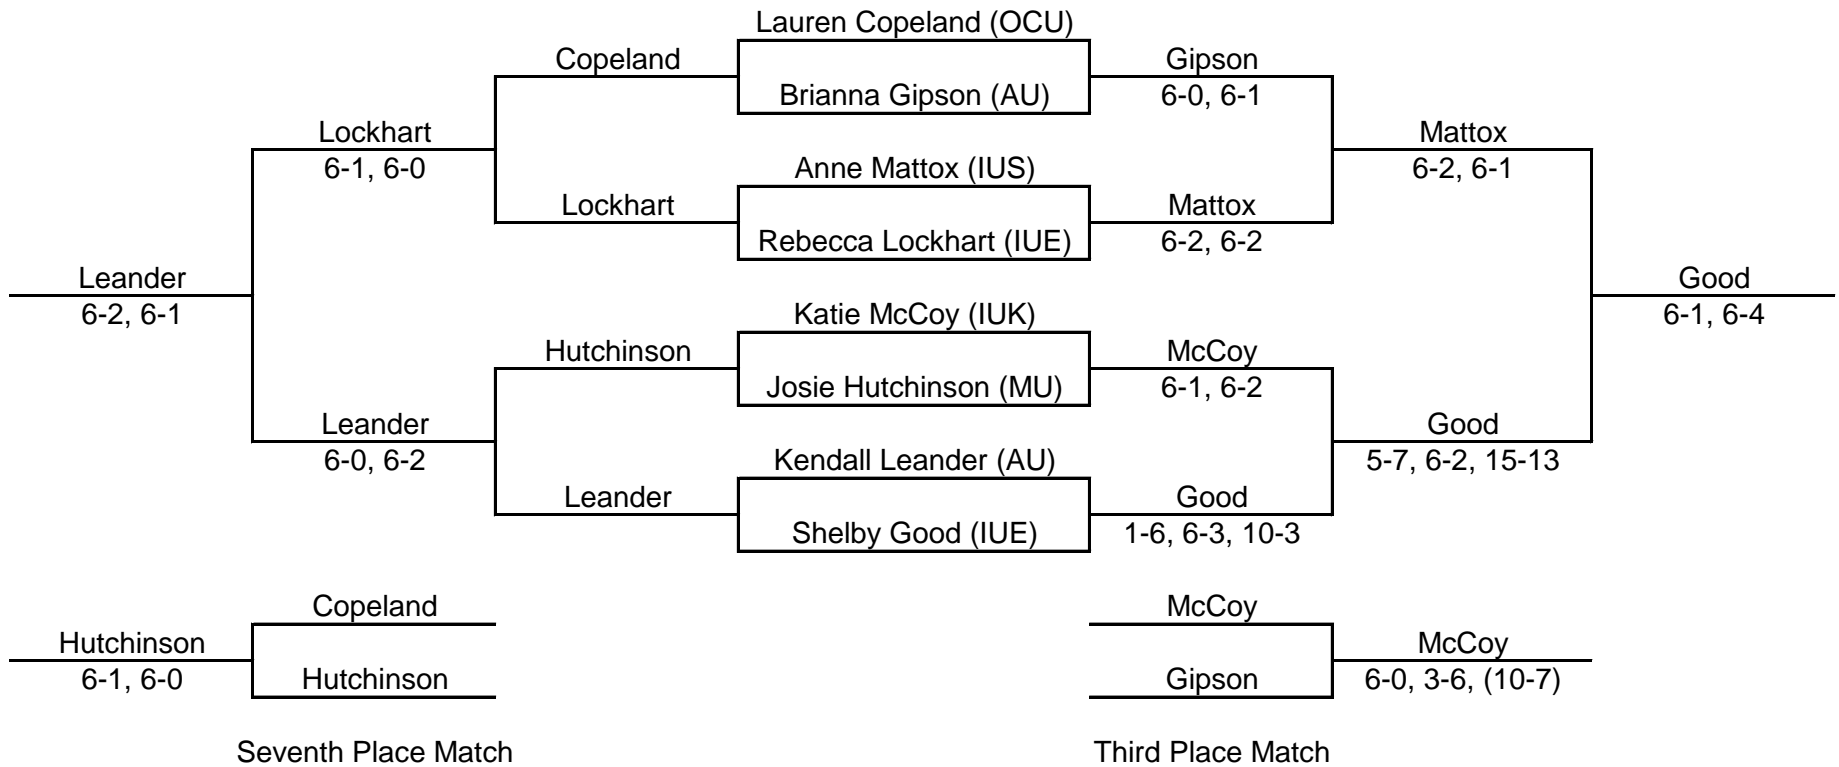 Lauren Copeland (OCU)
Copeland
Gipson
Brianna Gipson (AU)
6-0, 6-1
Lockhart
Mattox
6-1, 6-0
Anne Mattox (IUS)
6-2, 6-1
Lockhart
Mattox
Rebecca Lockhart (IUE)
6-2, 6-2
Leander
Good
6-2, 6-1
Katie McCoy (IUK)
6-1, 6-4
Hutchinson
McCoy
Josie Hutchinson (MU)
6-1, 6-2
Leander
Good
6-0, 6-2
Kendall Leander (AU)
5-7, 6-2, 15-13
Leander
Good
Shelby Good (IUE)
1-6, 6-3, 10-3
Copeland
McCoy
Hutchinson
McCoy
6-1, 6-0
Hutchinson
Gipson
6-0, 3-6, (10-7)
Seventh Place Match
Third Place Match